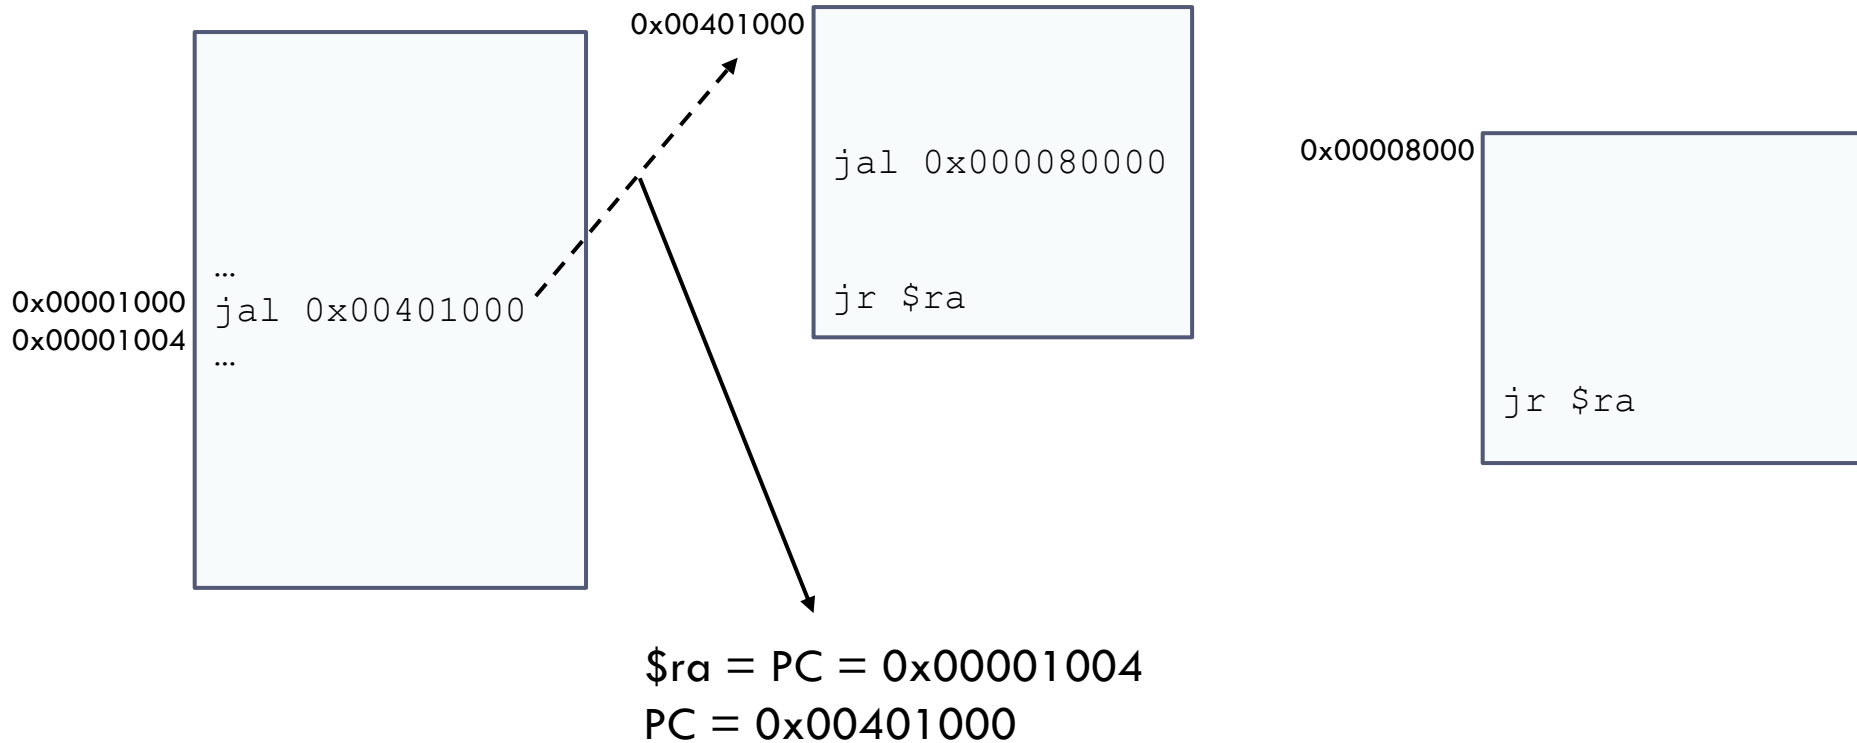 0x00401000
jal 0x000080000
jr $ra
0x00008000
jr $ra
…
0x00001000 jal 0x00401000
0x00001004
…
$ra = PC = 0x00001004
PC = 0x00401000